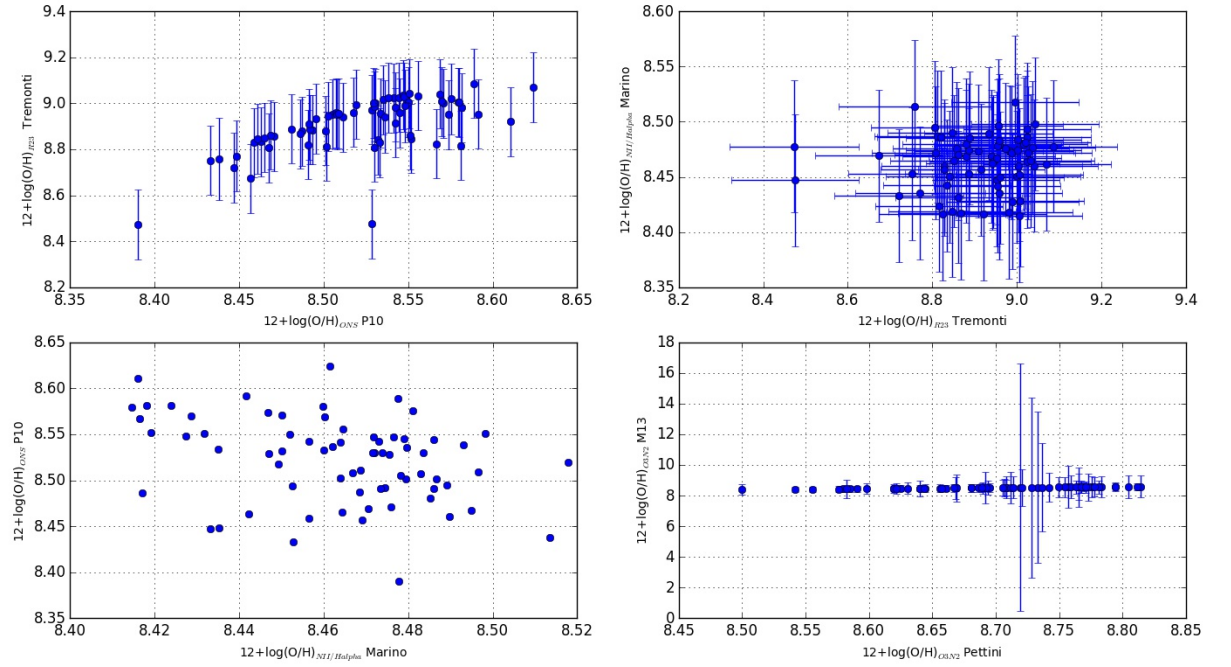 9.4
9.2
9.0
8.8
8.6
8.4
8.2
12+log(O/H)R23 Tremonti
8.35 8.40 8.45 8.50 8.55 8.60 8.65
12+log(O/H)ONS P10
8.60
8.55
8.50
8.45
8.40
8.35
12+log(O/H)NII/Halpha Marino
8.2 8.4 8.6 8.8 9.0 9.2 9.4
12+log(O/H)R23 Tremonti
8.65
8.60
8.55
8.50
8.45
8.40
8.35
12+log(O/H)ONS P10
8.40 8.42 8.44 8.46 8.48 8.50 8.52
12+log(O/H)NII/Halpha Marino
18
16
14
12
10
8
6
4
2
0
12+log(O/H)O3N2 M13
8.45 8.50 8.55 8.60 8.65 8.70 8.75 8.80 8.85
12+log(O/H)O3N2 Pettini